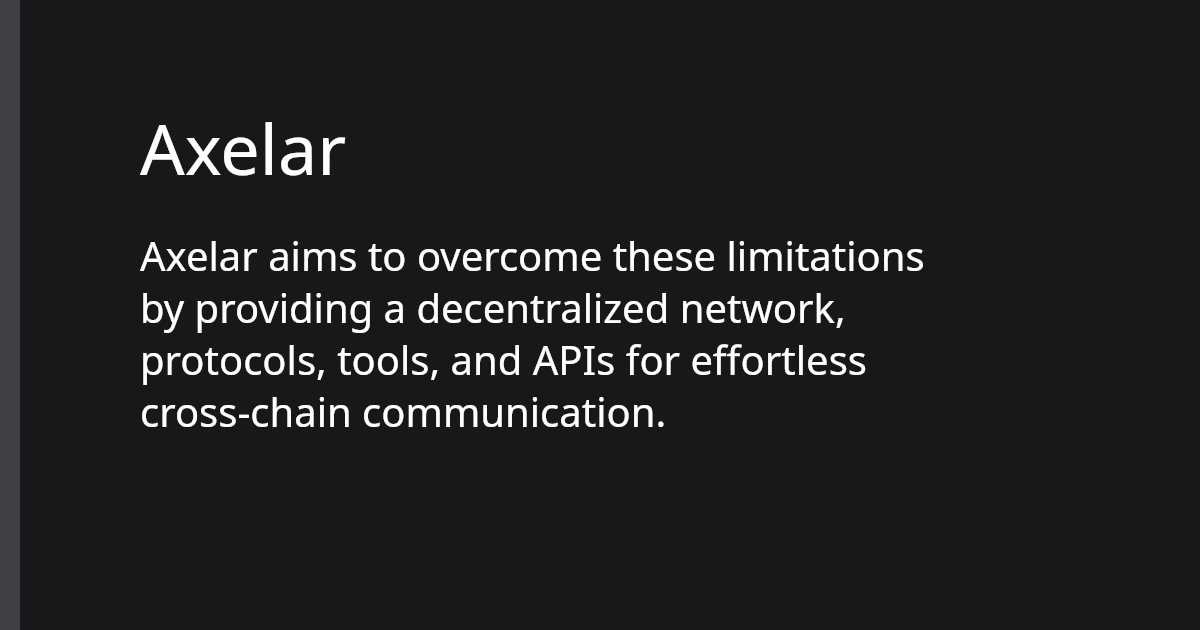 Axelar
Axelar aims to overcome these limitations
by providing a decentralized network,
protocols, tools, and APIs for effortless
cross-chain communication.